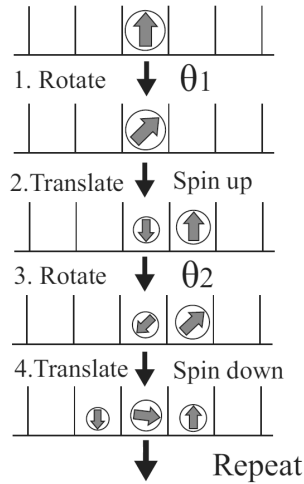 1. Rotate θ1
2.Translate Spin up
3. Rotate θ2
4.Translate Spin down
Repeat